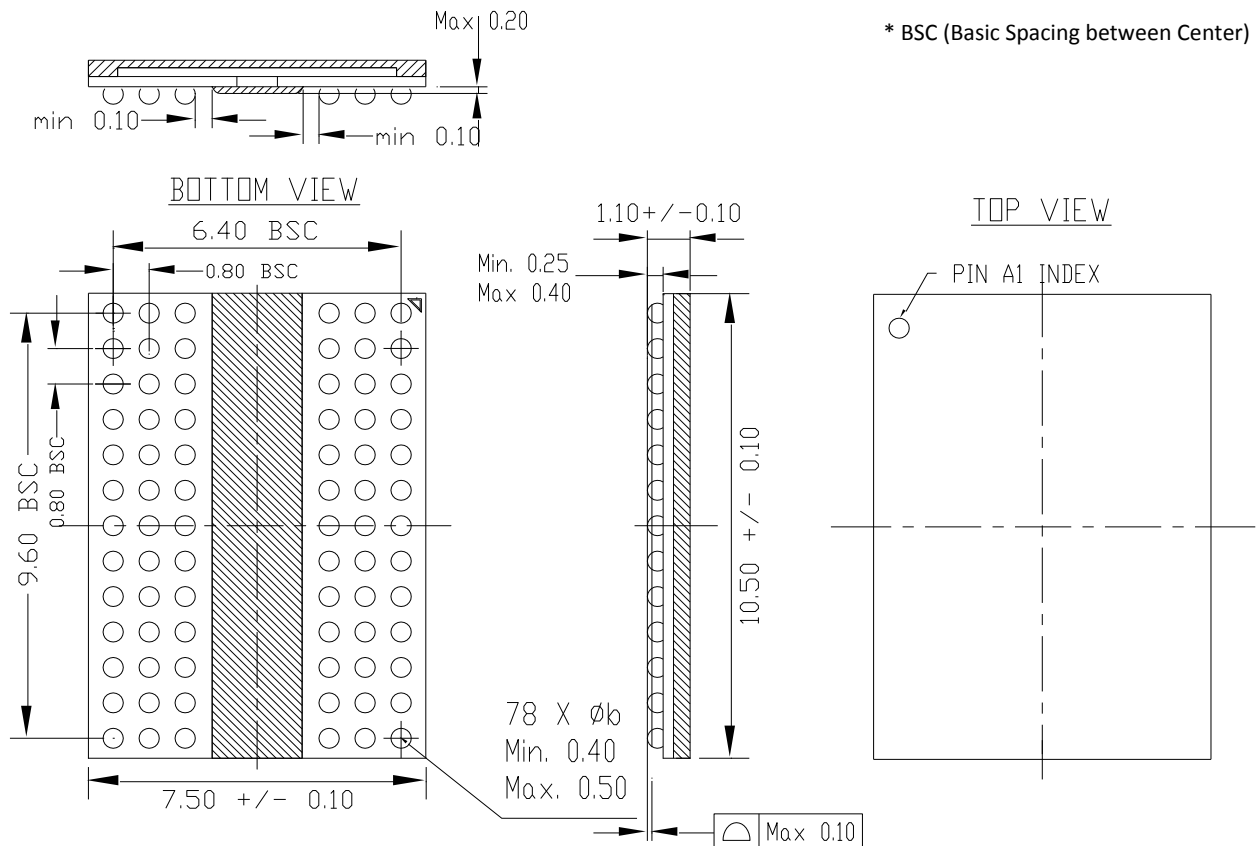 Max 0.20
* BSC (Basic Spacing between Center)
min 0.10
min 0.10
BOTTOM VIEW
6.40 BSC
0.80 BSC
9.60 BSC
0.80 BSC
7.50 +/- 0.10
78 X Øb
Min. 0.40
Max. 0.50
1.10+/-0.10
Min. 0.25
Max 0.40
10.50 +/- 0.10
Max 0.10
TOP VIEW
PIN A1 INDEX